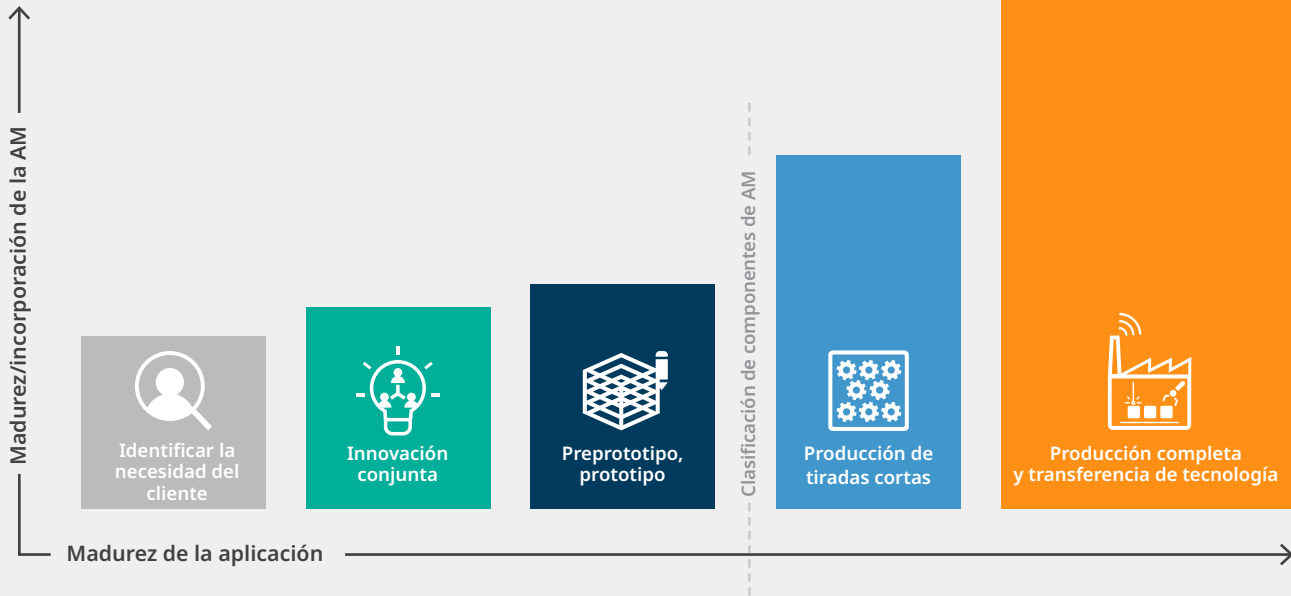 Madurez/incorporación de la AM
Identificar la
necesidad del
cliente
Innovación
conjunta
Preprototipo,
prototipo
Clasificación de componentes de AM
Producción de
tiradas cortas
Producción completa
y transferencia de tecnología
Madurez de la aplicación